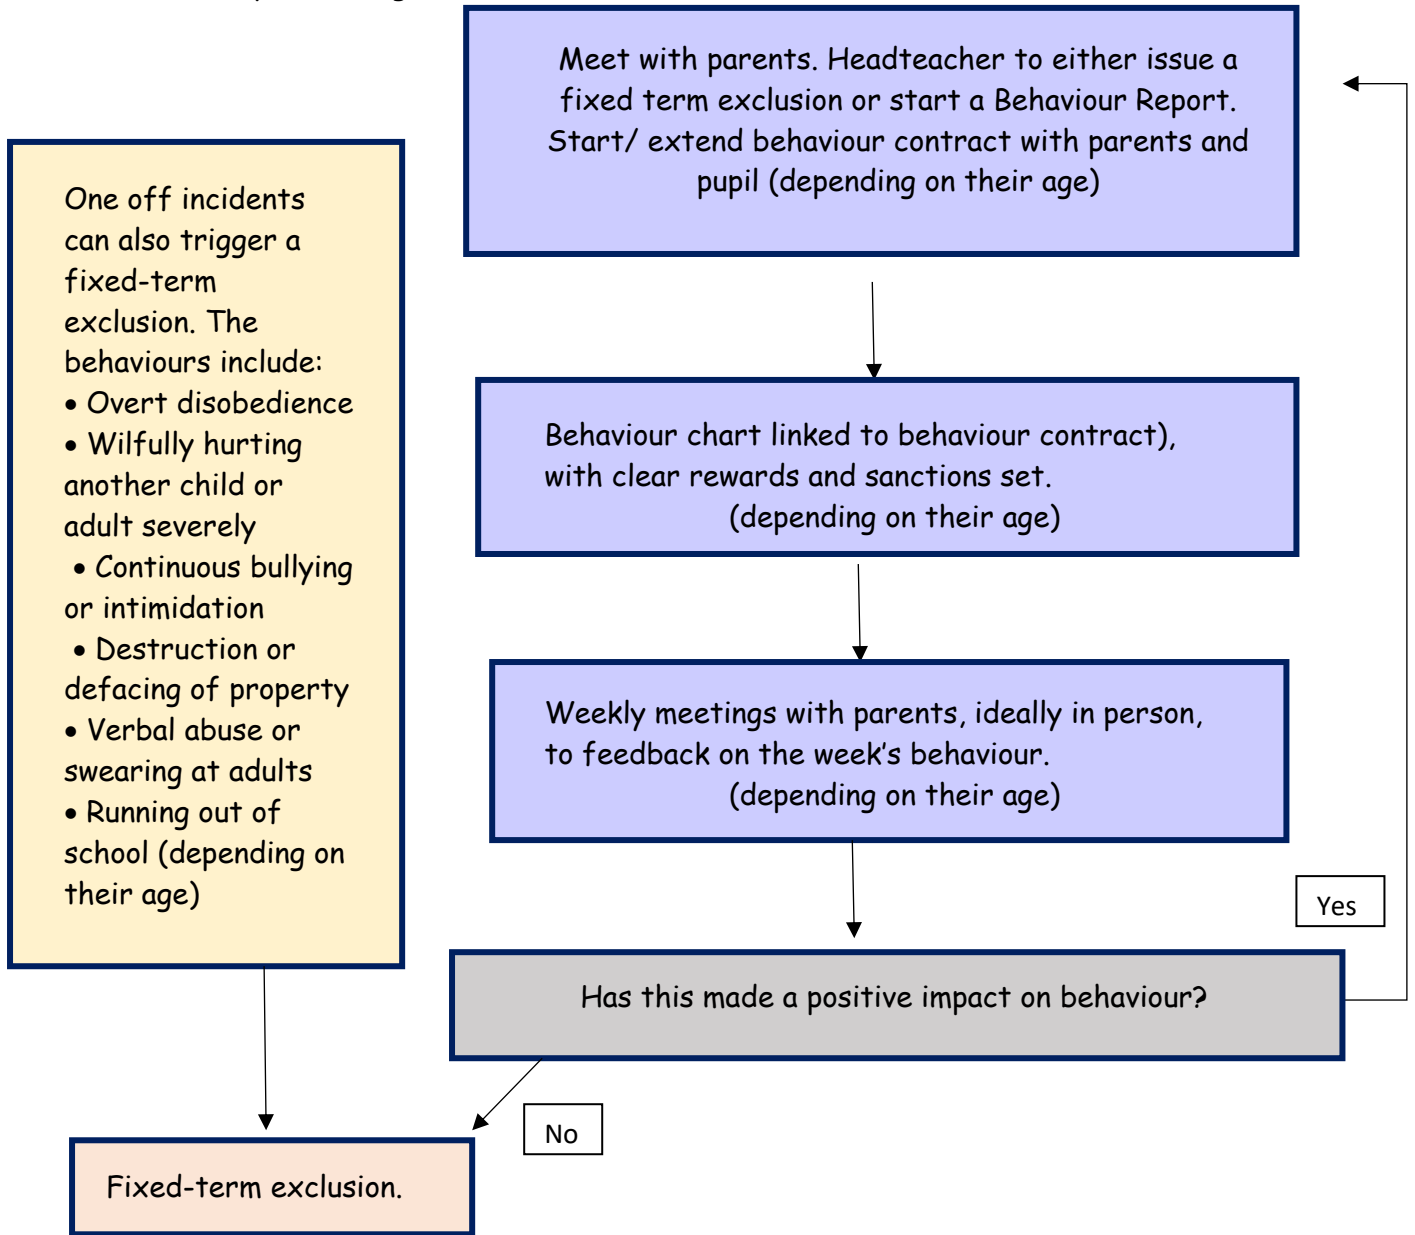 Meet with parents. Headteacher to either issue a
fixed term exclusion or start a Behaviour Report.
Start/ extend behaviour contract with parents and
pupil (depending on their age)
One off incidents
can also trigger a
fixed-term
exclusion. The
behaviours include:
• Overt disobedience
• Wilfully hurting
another child or
adult severely
• Continuous bullying
or intimidation
• Destruction or
defacing of property
• Verbal abuse or
swearing at adults
• Running out of
school (depending on
their age)
Behaviour chart linked to behaviour contract),
with clear rewards and sanctions set.
(depending on their age)
Weekly meetings with parents, ideally in person,
to feedback on the week’s behaviour.
(depending on their age)
Yes
Has this made a positive impact on behaviour?
No
Fixed-term exclusion.